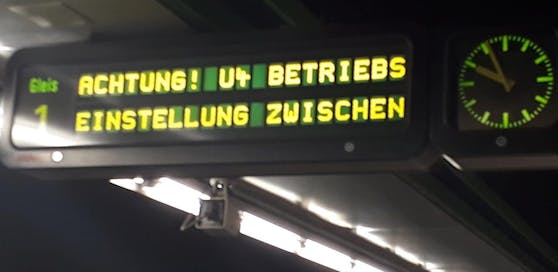 Gleis
1
ACHTUNG! U4 BETRIEBS
EINSTELLUNG ZWISCHEN